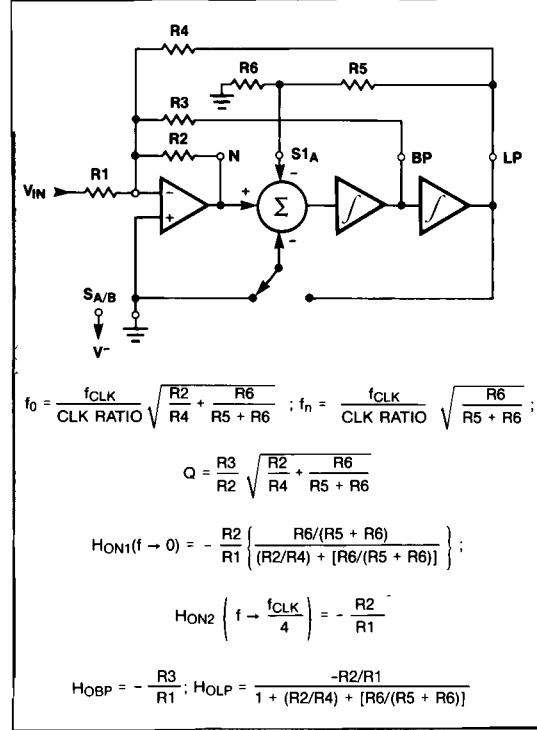 R4
R6
R5
R3
R2
N
S1A
BP
LP
VIN
R1
−
+
+
−
Σ
−
∫
∫
SA/B
V−
f0 = fCLK / CLK RATIO √(R2/R4 + R6/(R5 + R6)) ; fn = fCLK / CLK RATIO √(R6/(R5 + R6)) ;
Q = R3/R2 √(R2/R4 + R6/(R5 + R6))
HON1(f → 0) = − R2/R1 { R6/(R5 + R6) / (R2/R4) + [R6/(R5 + R6)] } ;
HON2 ( f → fCLK/4 ) = − R2/R1
HOBP = − R3/R1 ; HOLP = -R2/R1 / 1 + (R2/R4) + [R6/(R5 + R6)]